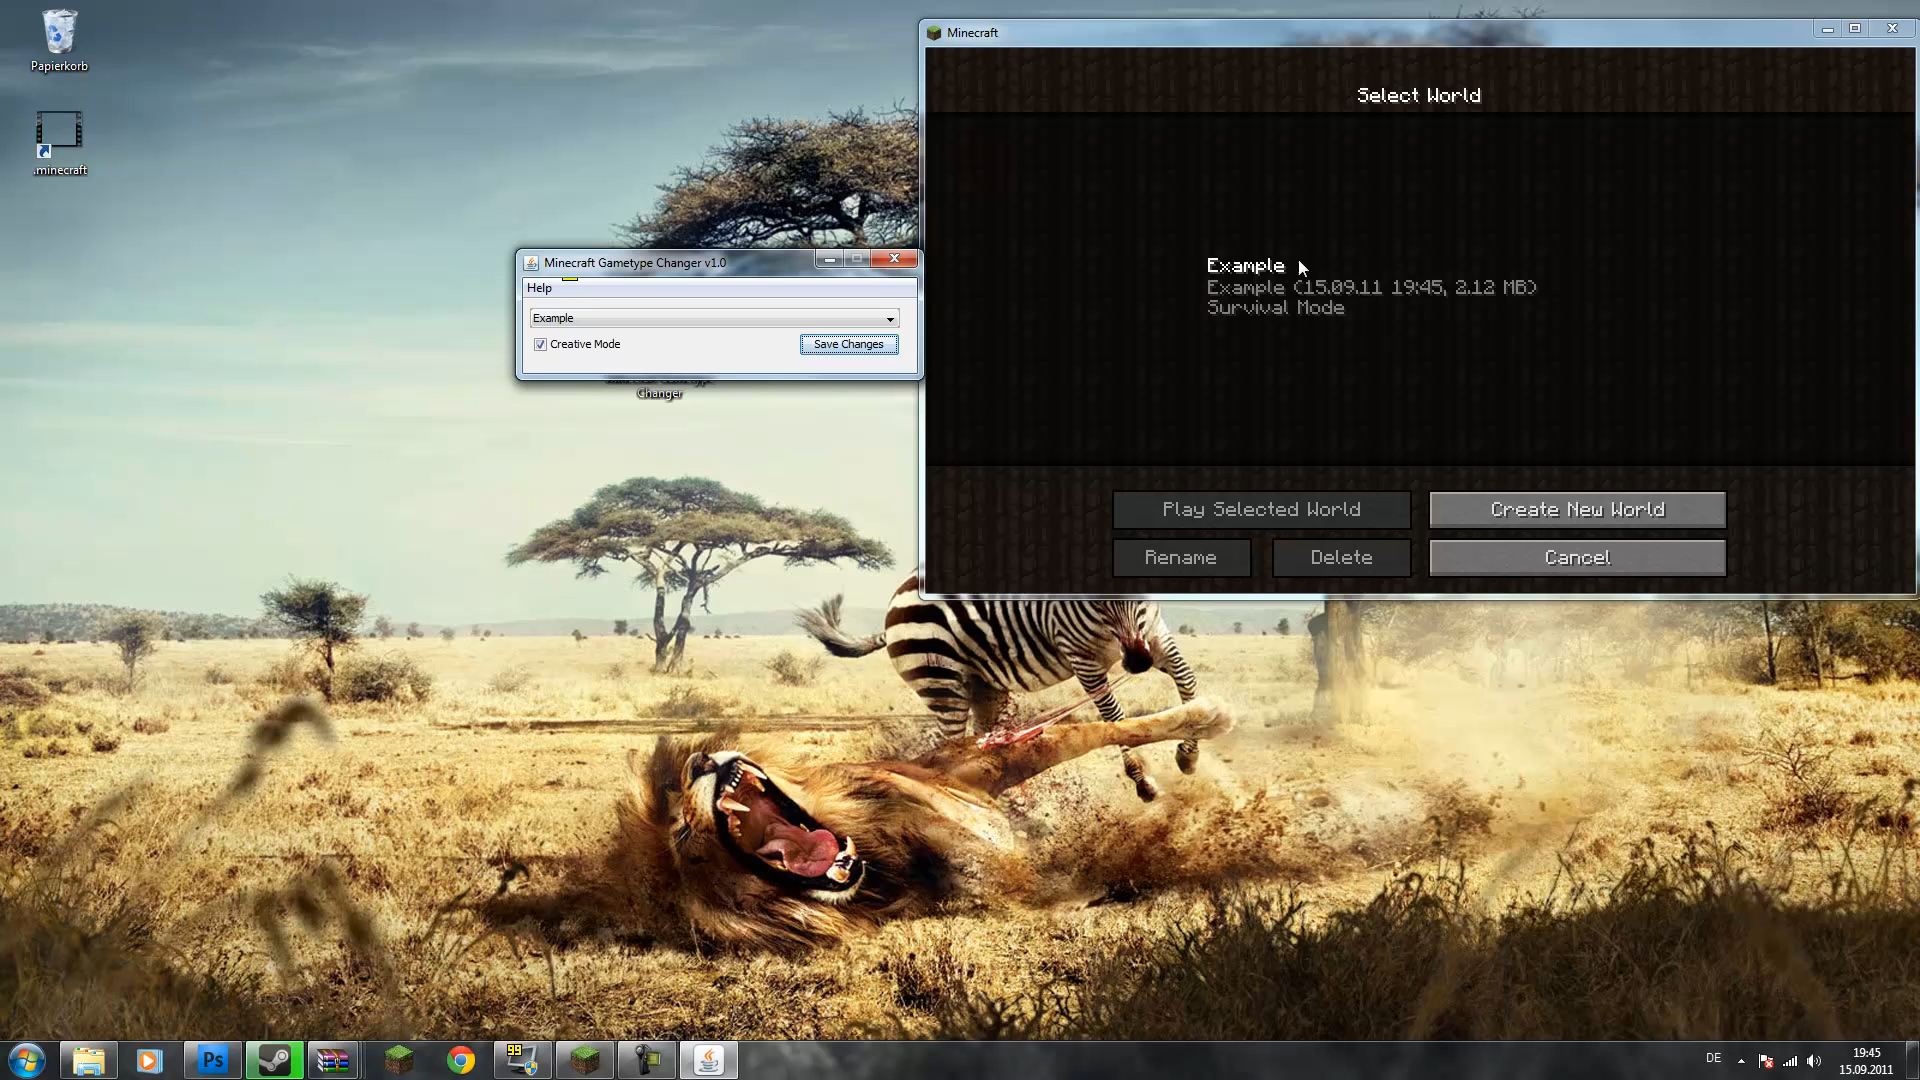 Papierkorb
.minecraft
Minecraft Gametype Changer v1.0
Help
Example
Creative Mode
Save Changes
Changer
Minecraft
Select World
Example
Example (15.09.11 19:45, 2.12 MB)
Survival Mode
Play Selected World
Create New World
Rename
Delete
Cancel
Ps
99
DE
19:45
15.09.2011